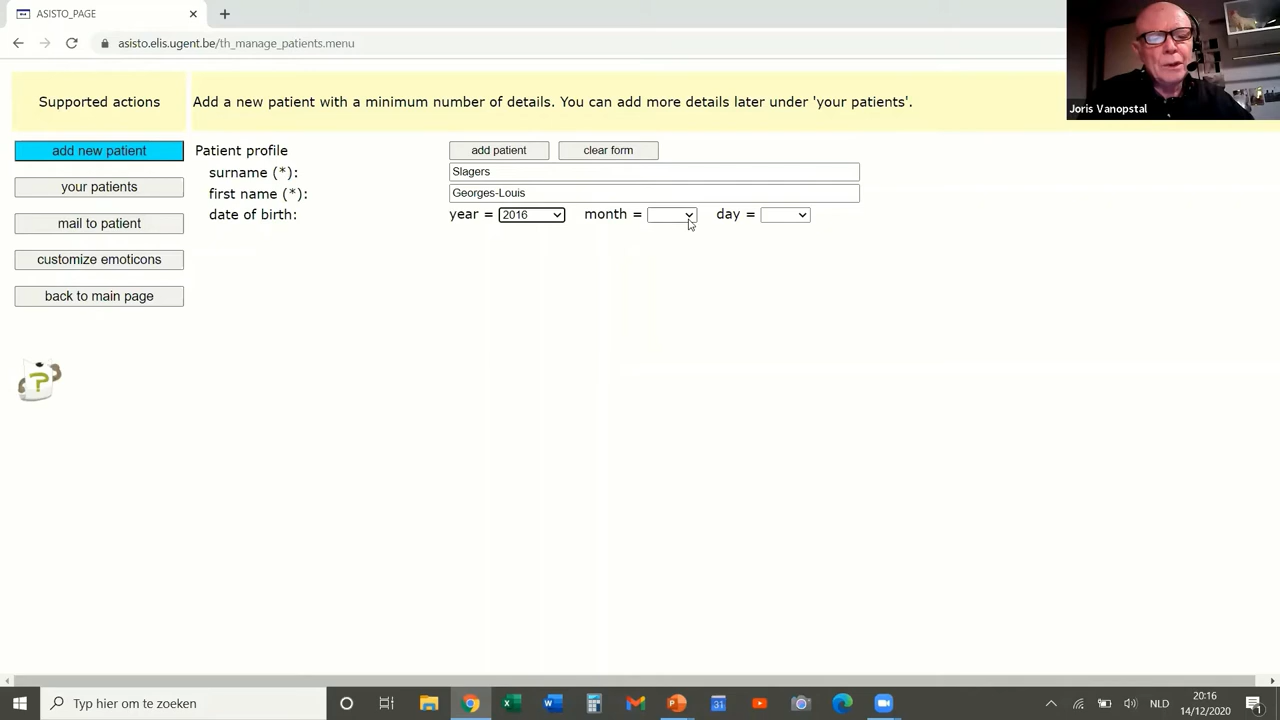 ASISTO_PAGE
asisto.elis.ugent.be/th_manage_patients.menu
Joris Vanopstal
Supported actions
Add a new patient with a minimum number of details. You can add more details later under 'your patients'.
add new patient
Patient profile
add patient
clear form
surname (*):
Slagers
your patients
first name (*):
Georges-Louis
date of birth:
year = 2016 month = day =
mail to patient
customize emoticons
back to main page
?
Typ hier om te zoeken
NLD
20:16
14/12/2020